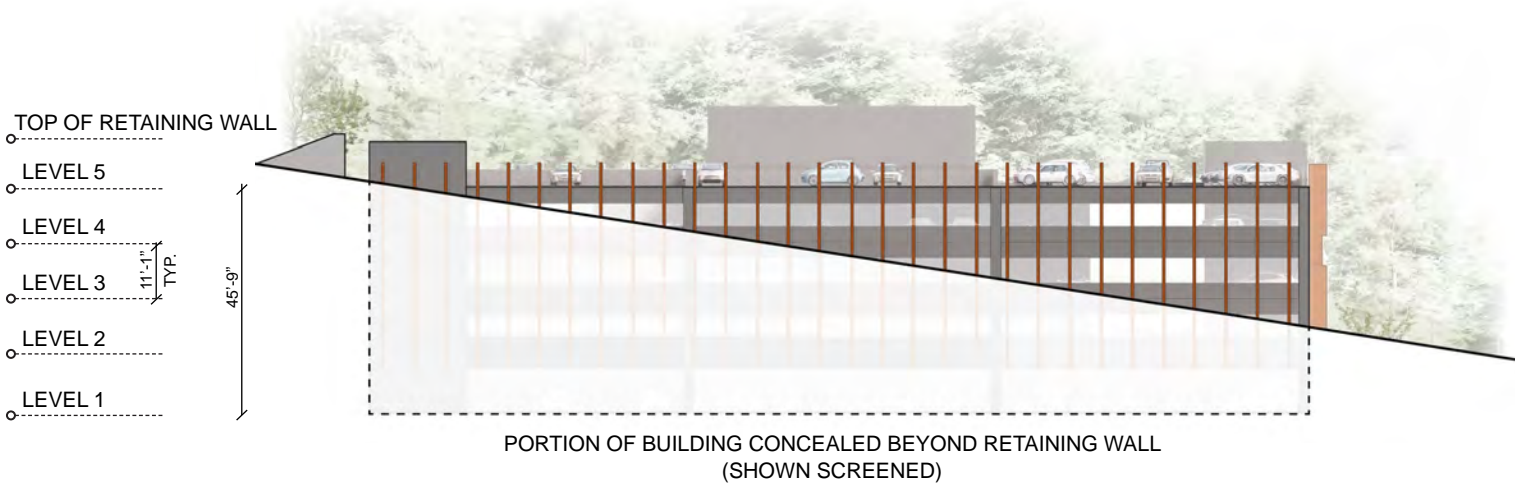 TOP OF RETAINING WALL
LEVEL 5
LEVEL 4
11'-1"
TYP.
LEVEL 3
45'-9"
LEVEL 2
LEVEL 1
PORTION OF BUILDING CONCEALED BEYOND RETAINING WALL
(SHOWN SCREENED)